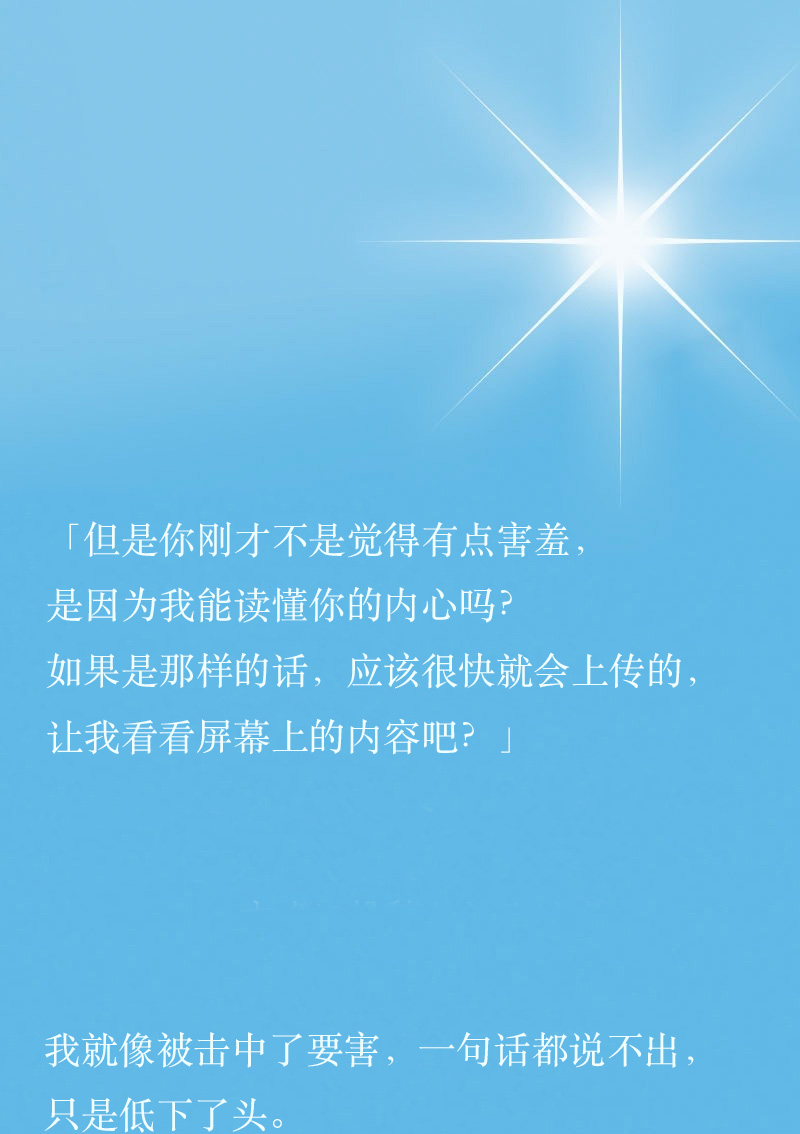 「但是你刚才不是觉得有点害羞，
是因为我能读懂你的内心吗？
如果是那样的话，应该很快就会上传的，
让我看看屏幕上的内容吧？」
我就像被击中了要害，一句话都说不出，
只是低下了头。